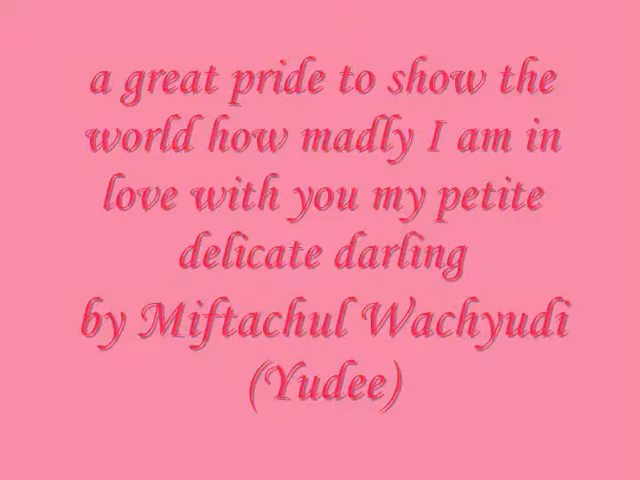 a great pride to show the
world how madly I am in
love with you my petite
delicate darling
by Miftachul Wachyudi
(Yudee)